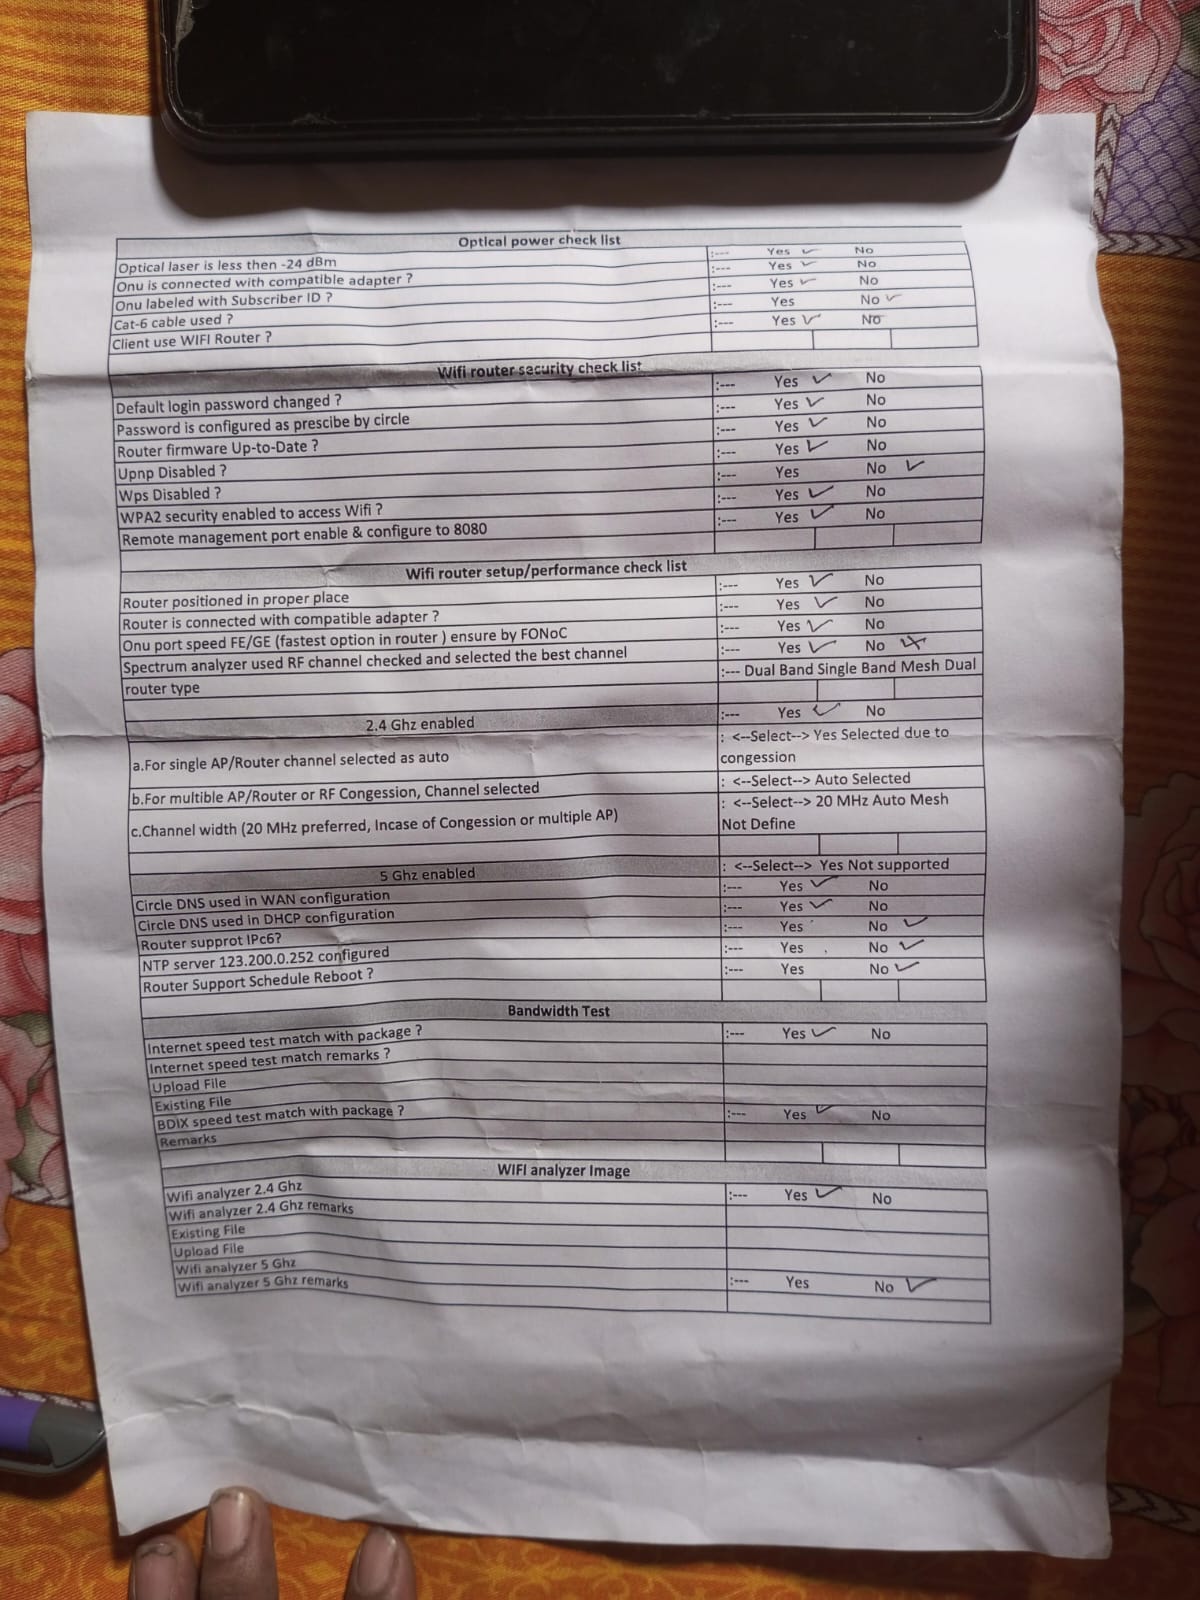 Optical power check list
Optical laser is less then -24 dBm :--- Yes ✓ No
Onu is connected with compatible adapter ? :--- Yes ✓ No
Onu labeled with Subscriber ID ? :--- Yes ✓ No
Cat-6 cable used ? :--- Yes No ✓
Client use WIFI Router ? :--- Yes ✓ No
Wifi router security check list
Default login password changed ? :--- Yes ✓ No
Password is configured as prescibe by circle :--- Yes ✓ No
Router firmware Up-to-Date ? :--- Yes ✓ No
Upnp Disabled ? :--- Yes ✓ No
Wps Disabled ? :--- Yes No ✓
WPA2 security enabled to access Wifi ? :--- Yes ✓ No
Remote management port enable & configure to 8080 :--- Yes ✓ No
Wifi router setup/performance check list
Router positioned in proper place :--- Yes ✓ No
Router is connected with compatible adapter ? :--- Yes ✓ No
Onu port speed FE/GE (fastest option in router ) ensure by FONoC :--- Yes ✓ No
Spectrum analyzer used RF channel checked and selected the best channel :--- Yes ✓ No
router type :--- Dual Band Single Band Mesh Dual
2.4 Ghz enabled :--- Yes ✓ No
a.For single AP/Router channel selected as auto : <--Select--> Yes Selected due to
congession
b.For multible AP/Router or RF Congession, Channel selected : <--Select--> Auto Selected
c.Channel width (20 MHz preferred, Incase of Congession or multiple AP) : <--Select--> 20 MHz Auto Mesh
Not Define
5 Ghz enabled : <--Select--> Yes Not supported
Circle DNS used in WAN configuration :--- Yes ✓ No
Circle DNS used in DHCP configuration :--- Yes ✓ No
Router supprot IPc6? :--- Yes No ✓
NTP server 123.200.0.252 configured :--- Yes No ✓
Router Support Schedule Reboot ? :--- Yes No ✓
Bandwidth Test
Internet speed test match with package ? :--- Yes ✓ No
Internet speed test match remarks ?
Upload File
Existing File
BDIX speed test match with package ? :--- Yes ✓ No
Remarks
WIFI analyzer Image
Wifi analyzer 2.4 Ghz :--- Yes ✓ No
Wifi analyzer 2.4 Ghz remarks
Existing File
Upload File
Wifi analyzer 5 Ghz :--- Yes No ✓
Wifi analyzer 5 Ghz remarks